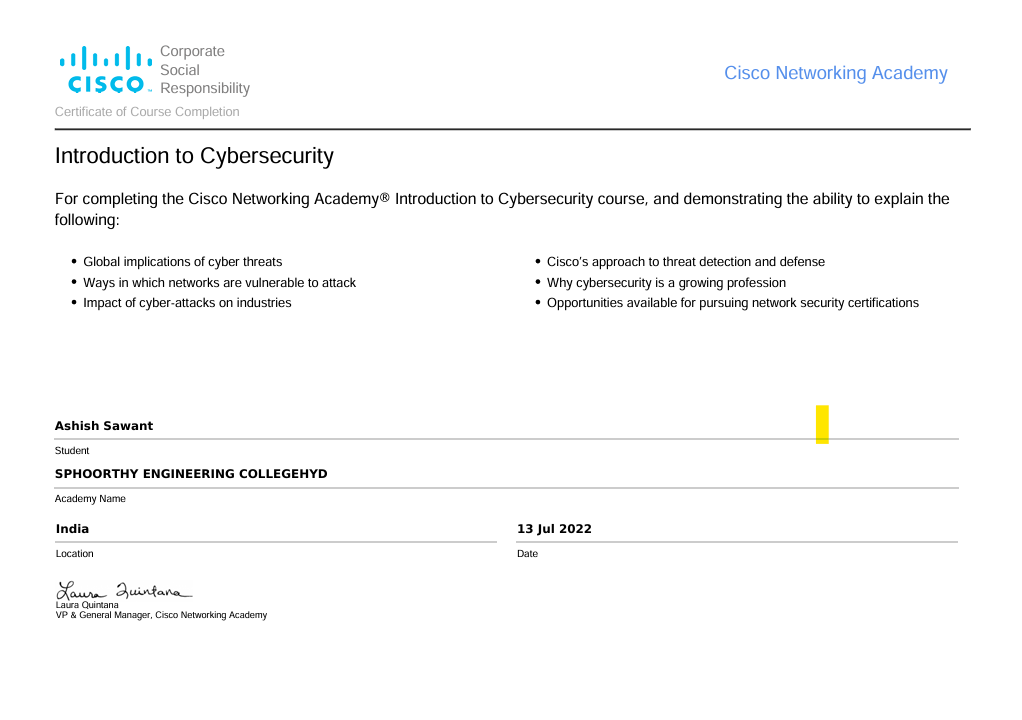 Corporate
Social
Responsibility
CISCO™
Cisco Networking Academy
Certificate of Course Completion
Introduction to Cybersecurity
For completing the Cisco Networking Academy® Introduction to Cybersecurity course, and demonstrating the ability to explain the
following:
• Global implications of cyber threats
• Ways in which networks are vulnerable to attack
• Impact of cyber-attacks on industries
• Cisco's approach to threat detection and defense
• Why cybersecurity is a growing profession
• Opportunities available for pursuing network security certifications
Ashish Sawant
Student
SPHOORTHY ENGINEERING COLLEGEHYD
Academy Name
India
Location
13 Jul 2022
Date
Laura Quintana
Laura Quintana
VP & General Manager, Cisco Networking Academy